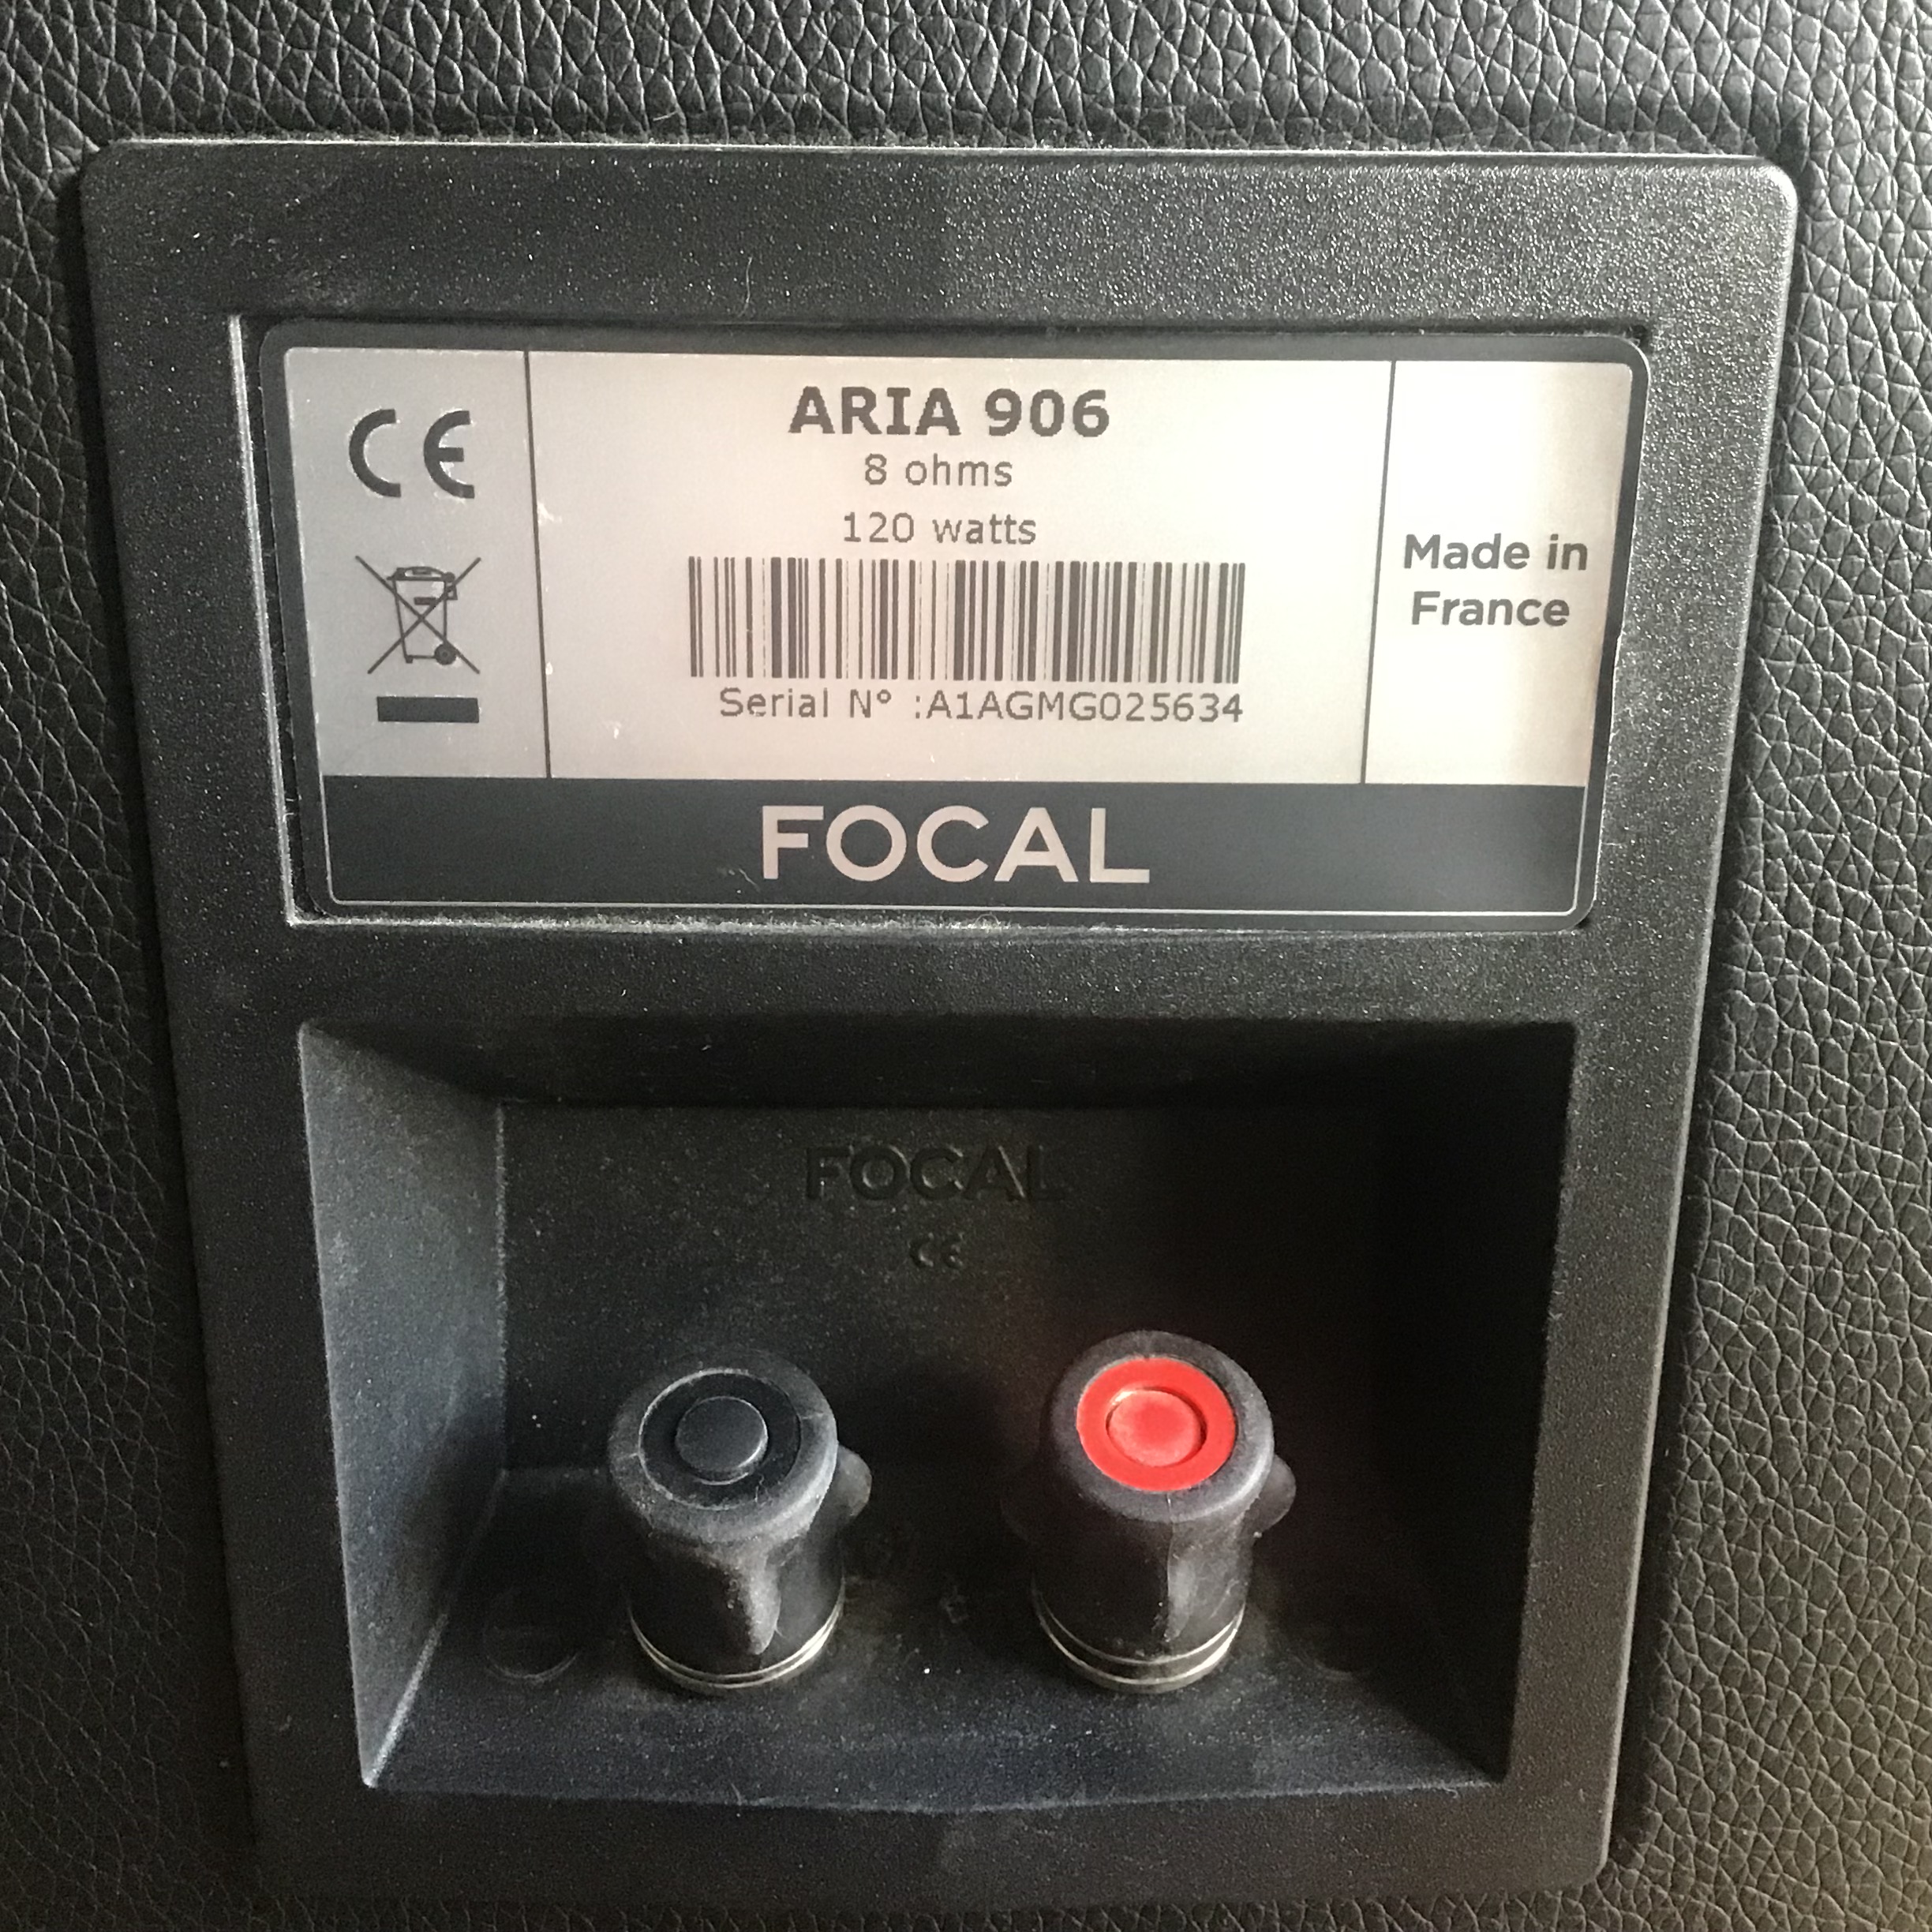 CE
ARIA 906
8 ohms
120 watts
Serial N° :A1AGMG025634
Made in
France
FOCAL
FOCAL
CE